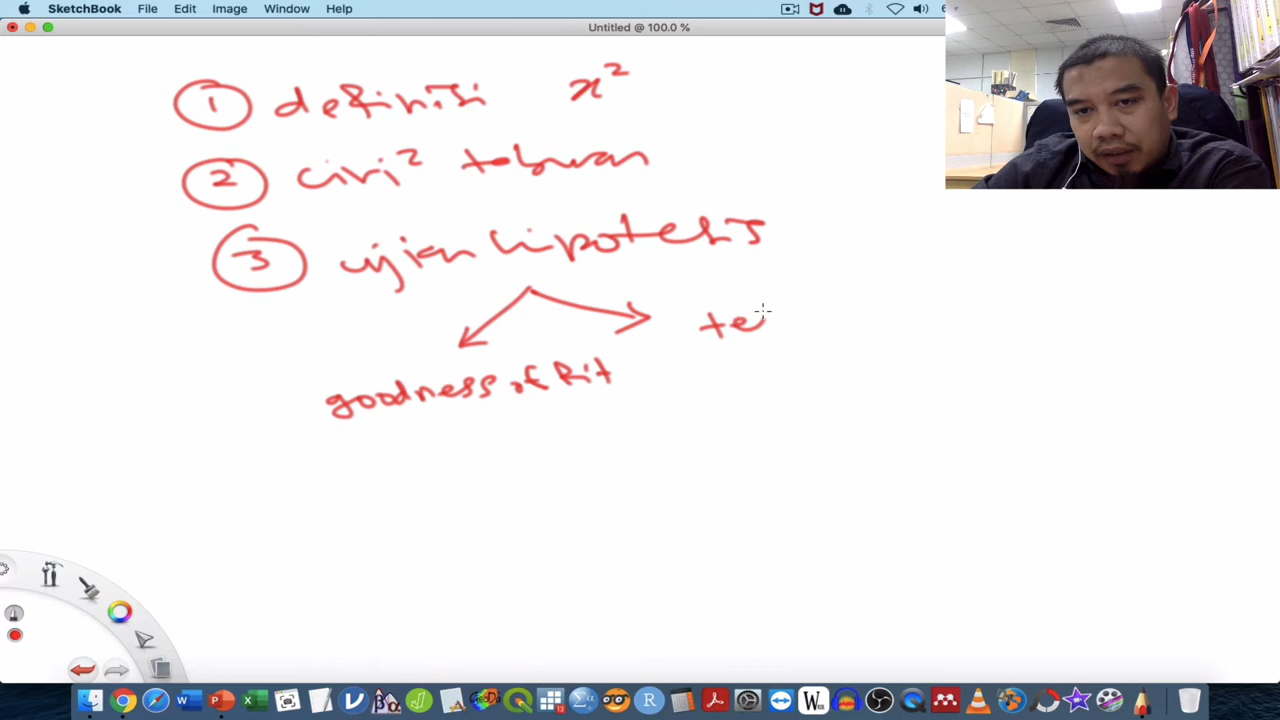 SketchBook File Edit Image Window Help
Untitled @ 100.0 %
1 definisi x²
2 ciri² taburan
3 ujian hipotesis
goodness of fit
te